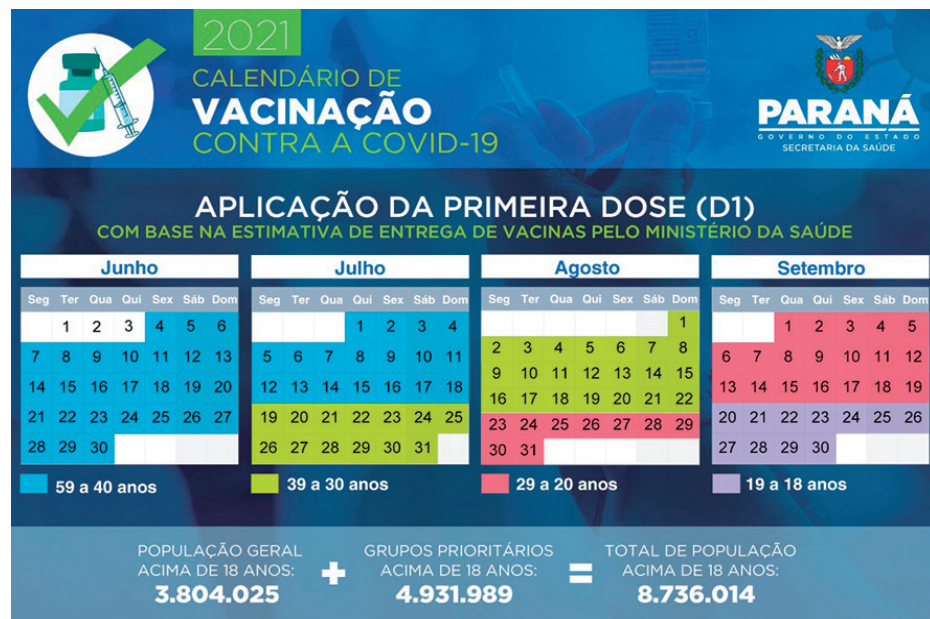 2021
CALENDÁRIO DE
VACINAÇÃO
CONTRA A COVID-19
PARANÁ
GOVERNO DO ESTADO
SECRETARIA DA SAÚDE
APLICAÇÃO DA PRIMEIRA DOSE (D1)
COM BASE NA ESTIMATIVA DE ENTREGA DE VACINAS PELO MINISTÉRIO DA SAÚDE
Junho
Seg Ter Qua Qui Sex Sáb Dom
1 2 3 4 5 6
7 8 9 10 11 12 13
14 15 16 17 18 19 20
21 22 23 24 25 26 27
28 29 30
59 a 40 anos
Julho
Seg Ter Qua Qui Sex Sáb Dom
1 2 3 4
5 6 7 8 9 10 11
12 13 14 15 16 17 18
19 20 21 22 23 24 25
26 27 28 29 30 31
39 a 30 anos
Agosto
Seg Ter Qua Qui Sex Sáb Dom
1
2 3 4 5 6 7 8
9 10 11 12 13 14 15
16 17 18 19 20 21 22
23 24 25 26 27 28 29
30 31
29 a 20 anos
Setembro
Seg Ter Qua Qui Sex Sáb Dom
1 2 3 4 5
6 7 8 9 10 11 12
13 14 15 16 17 18 19
20 21 22 23 24 25 26
27 28 29 30
19 a 18 anos
POPULAÇÃO GERAL
ACIMA DE 18 ANOS:
3.804.025
+
GRUPOS PRIORITÁRIOS
ACIMA DE 18 ANOS:
4.931.989
=
TOTAL DE POPULAÇÃO
ACIMA DE 18 ANOS:
8.736.014